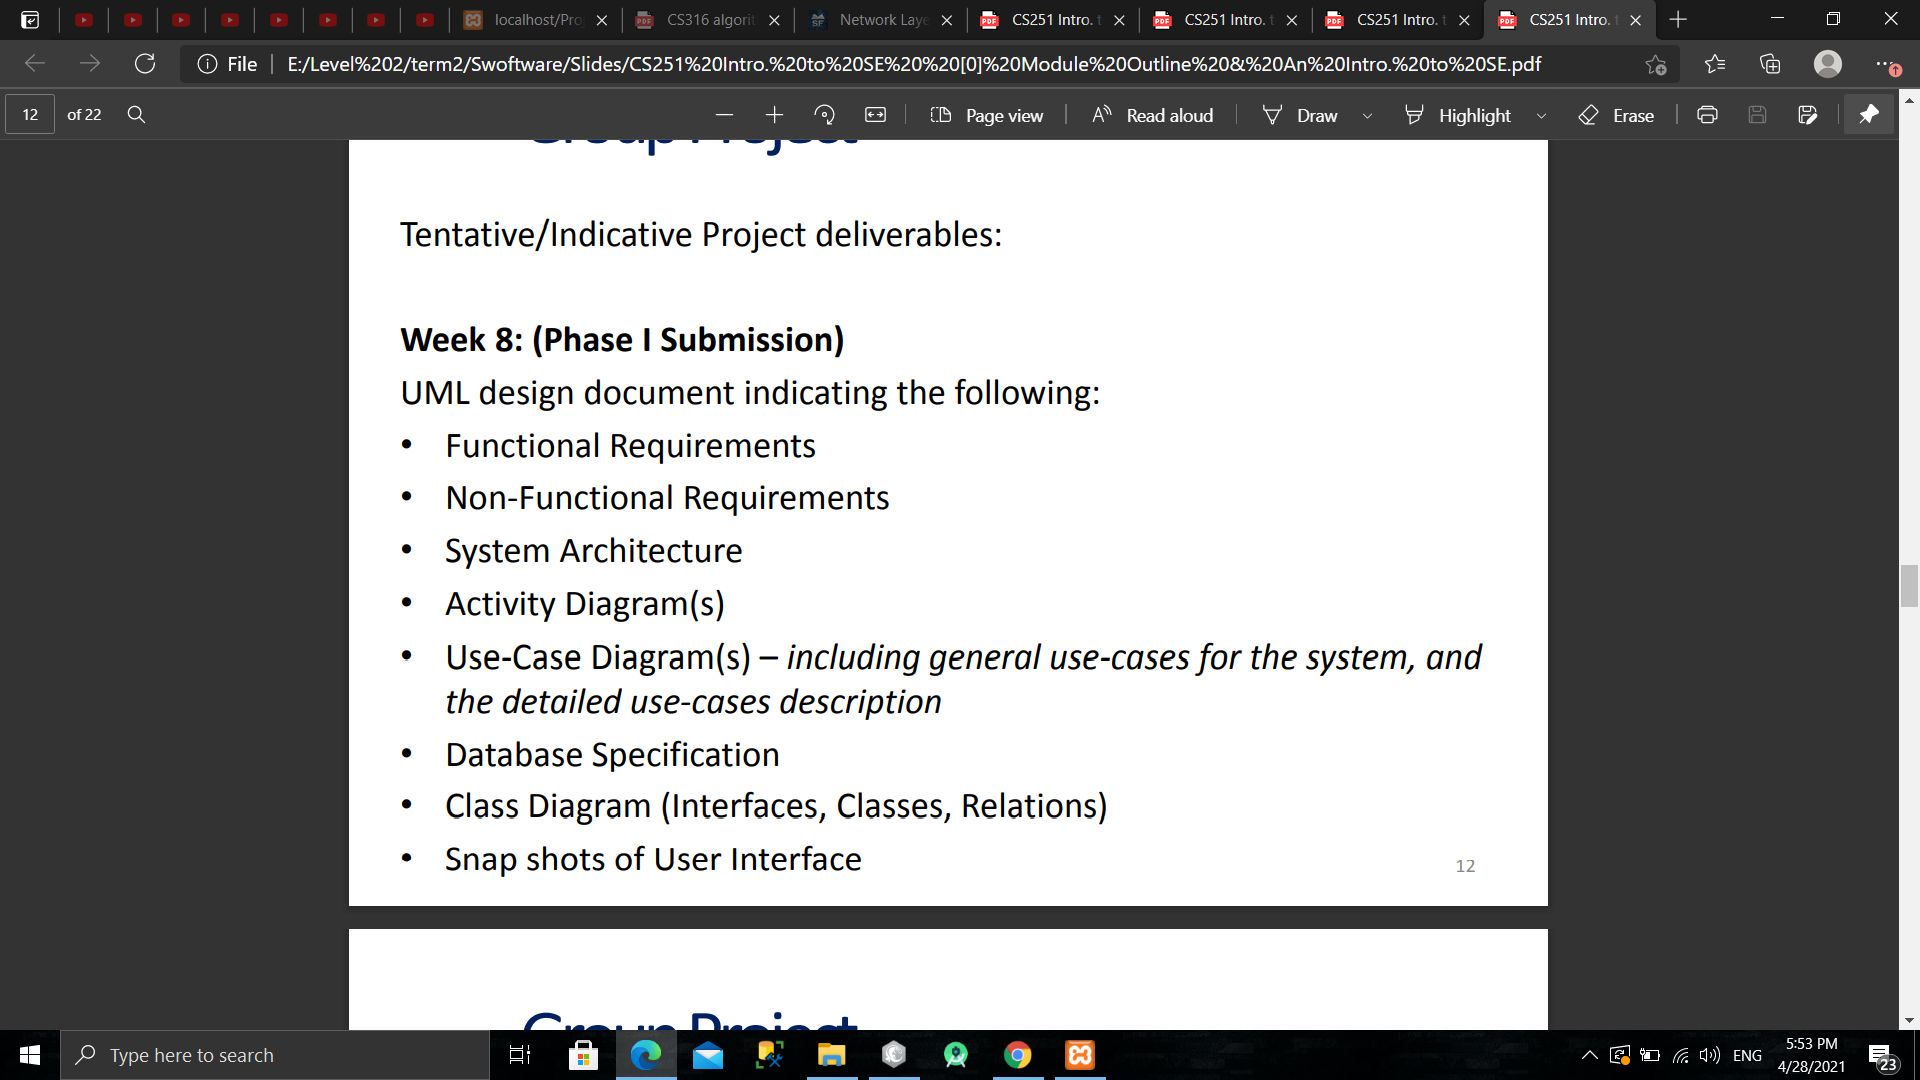 localhost/Pro
CS316 algorit
Network Laye
CS251 Intro. t
CS251 Intro. t
CS251 Intro. t
CS251 Intro. t
File
E:/Level%202/term2/Swoftware/Slides/CS251%20Intro.%20to%20SE%20%20[0]%20Module%20Outline%20&%20An%20Intro.%20to%20SE.pdf
12
of 22
Page view
Read aloud
Draw
Highlight
Erase
Group Project
Tentative/Indicative Project deliverables:
Week 8: (Phase I Submission)
UML design document indicating the following:
• Functional Requirements
• Non-Functional Requirements
• System Architecture
• Activity Diagram(s)
• Use-Case Diagram(s) – including general use-cases for the system, and
the detailed use-cases description
• Database Specification
• Class Diagram (Interfaces, Classes, Relations)
• Snap shots of User Interface
12
Group Project
Type here to search
ENG
5:53 PM
4/28/2021
23